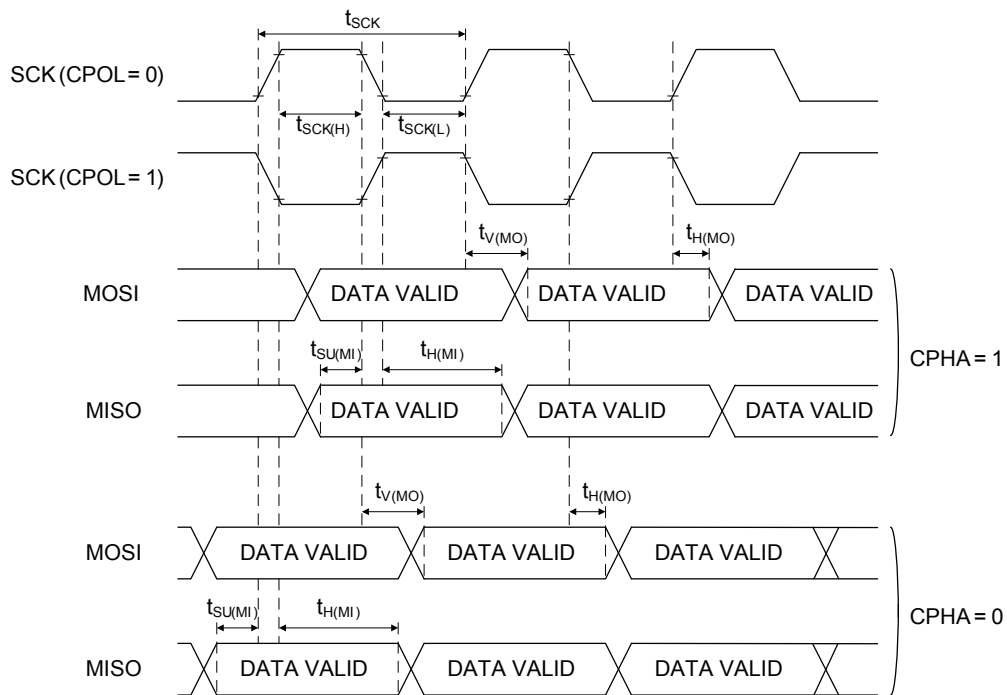 tSCK
SCK (CPOL = 0)
tSCK(H) tSCK(L)
SCK (CPOL = 1)
tV(MO) tH(MO)
MOSI DATA VALID DATA VALID DATA VALID
tSU(MI) tH(MI)
CPHA = 1
MISO DATA VALID DATA VALID DATA VALID
tV(MO) tH(MO)
MOSI DATA VALID DATA VALID DATA VALID
tSU(MI) tH(MI)
CPHA = 0
MISO DATA VALID DATA VALID DATA VALID